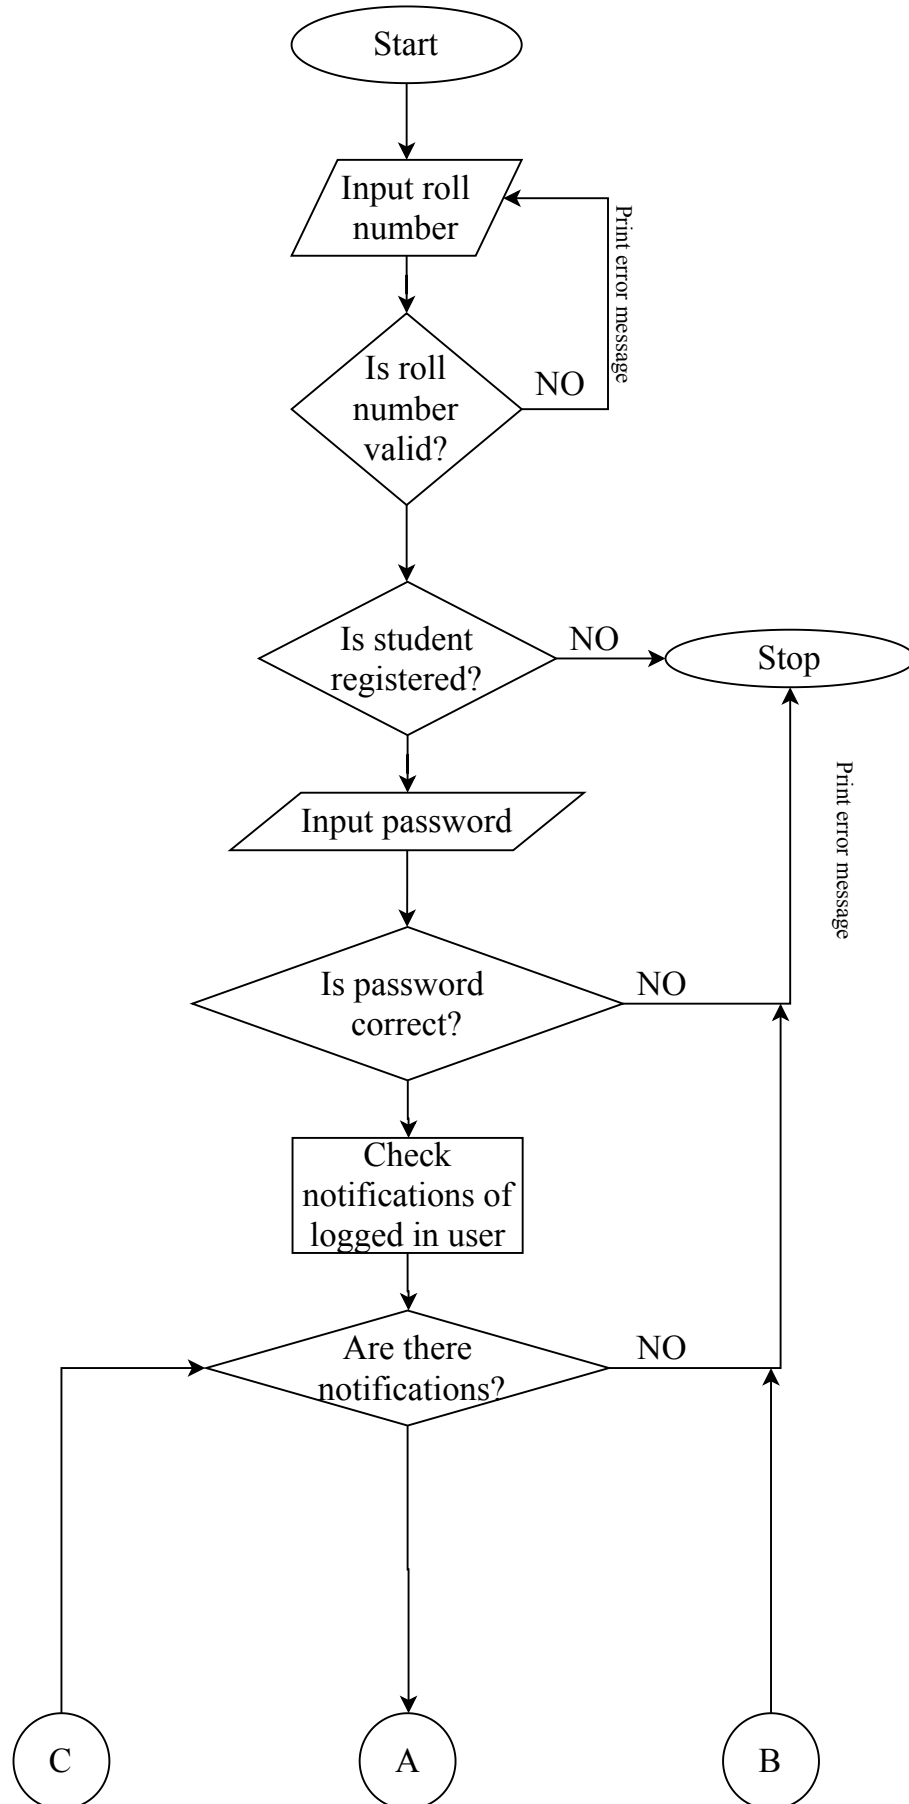 Start
Input roll
number
Print error message
Is roll
number
valid?
NO
Is student
registered?
NO
Stop
Input password
Print error message
Is password
correct?
NO
Check
notifications of
logged in user
Are there
notifications?
NO
C
A
B